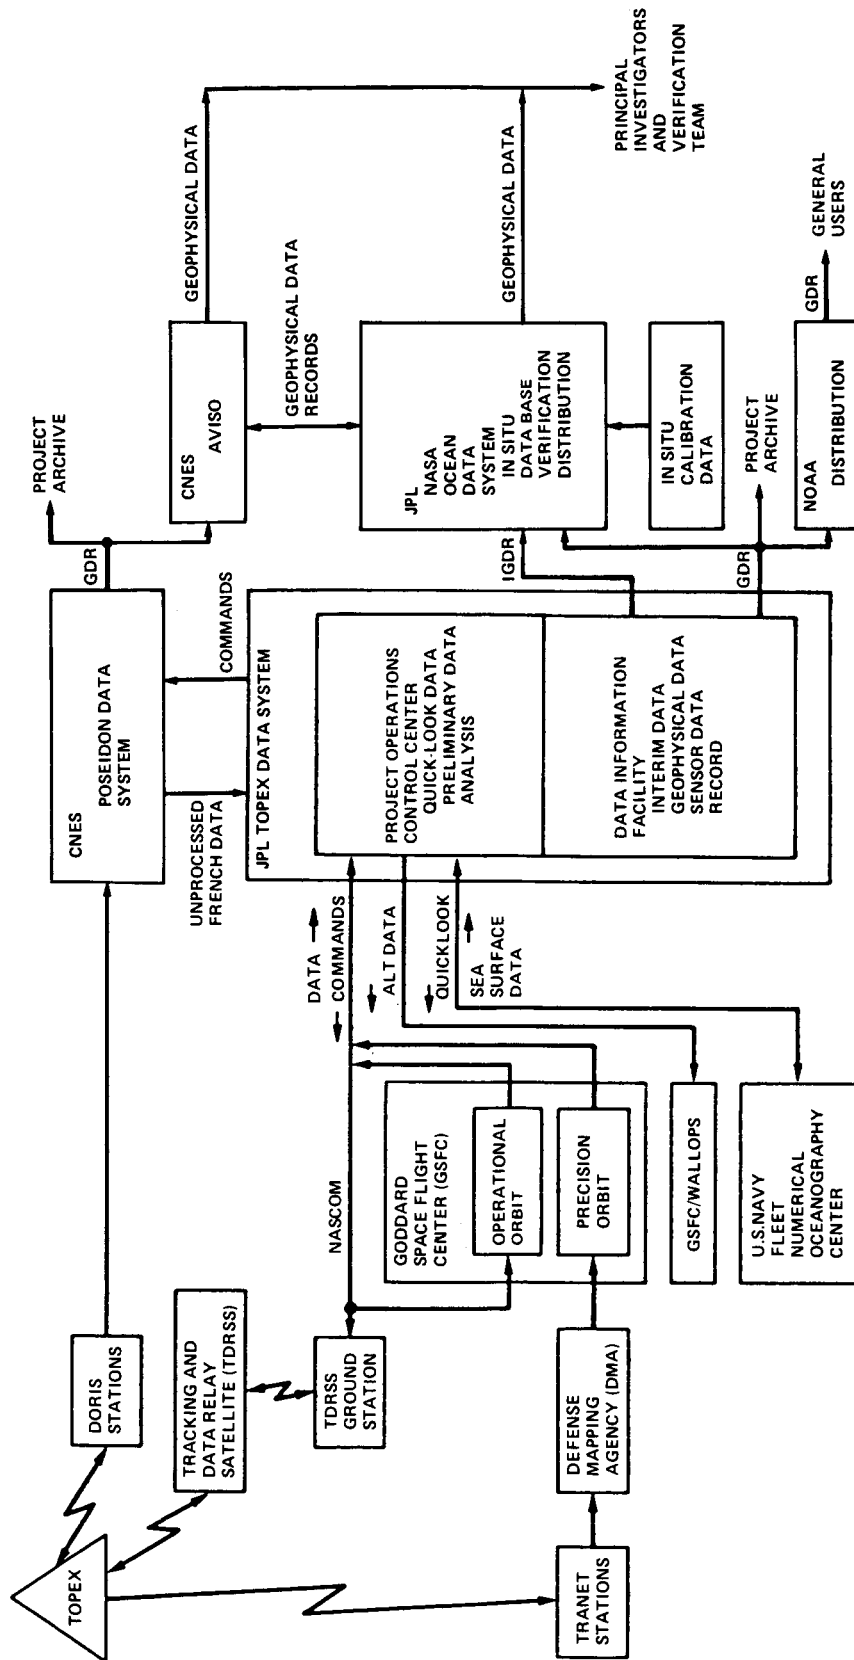 TOPEX
DORIS
STATIONS
TRACKING AND
DATA RELAY
SATELLITE (TDRSS)
TDRSS
GROUND
STATION
TRANET
STATIONS
DEFENSE
MAPPING
AGENCY (DMA)
NASCOM
GODDARD
SPACE FLIGHT
CENTER (GSFC)
OPERATIONAL
ORBIT
PRECISION
ORBIT
GSFC/WALLOPS
U.S.NAVY
FLEET
NUMERICAL
OCEANOGRAPHY
CENTER
DATA
COMMANDS
ALT DATA
QUICKLOOK
SEA
SURFACE
DATA
CNES
POSEIDON DATA
SYSTEM
UNPROCESSED
FRENCH DATA
COMMANDS
JPL TOPEX DATA SYSTEM
PROJECT OPERATIONS
CONTROL CENTER
QUICK-LOOK DATA
PRELIMINARY DATA
ANALYSIS
DATA INFORMATION
FACILITY
INTERIM DATA
GEOPHYSICAL DATA
SENSOR DATA
RECORD
GDR
PROJECT
ARCHIVE
IGDR
GDR
PROJECT
ARCHIVE
CNES
AVISO
GEOPHYSICAL DATA
RECORDS
JPL
NASA
OCEAN
DATA
SYSTEM
IN SITU
DATA BASE
VERIFICATION
DISTRIBUTION
IN SITU
CALIBRATION
DATA
NOAA
DISTRIBUTION
GEOPHYSICAL DATA
GEOPHYSICAL DATA
PRINCIPAL
INVESTIGATORS
AND
VERIFICATION
TEAM
GDR
GENERAL
USERS